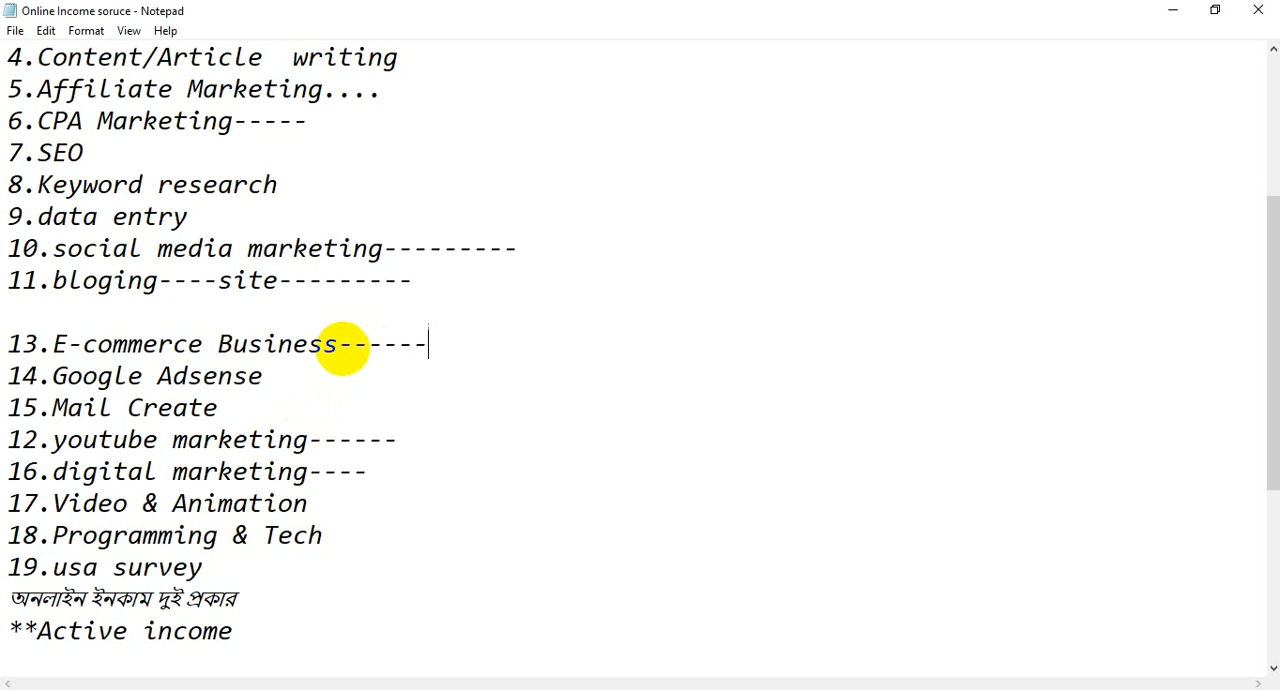 Online Income soruce - Notepad
File Edit Format View Help
4.Content/Article  writing
5.Affiliate Marketing....
6.CPA Marketing-----
7.SEO
8.Keyword research
9.data entry
10.social media marketing---------
11.bloging----site---------
13.E-commerce Business------
14.Google Adsense
15.Mail Create
12.youtube marketing------
16.digital marketing----
17.Video & Animation
18.Programming & Tech
19.usa survey
অনলাইন ইনকাম দুই প্রকার
**Active income